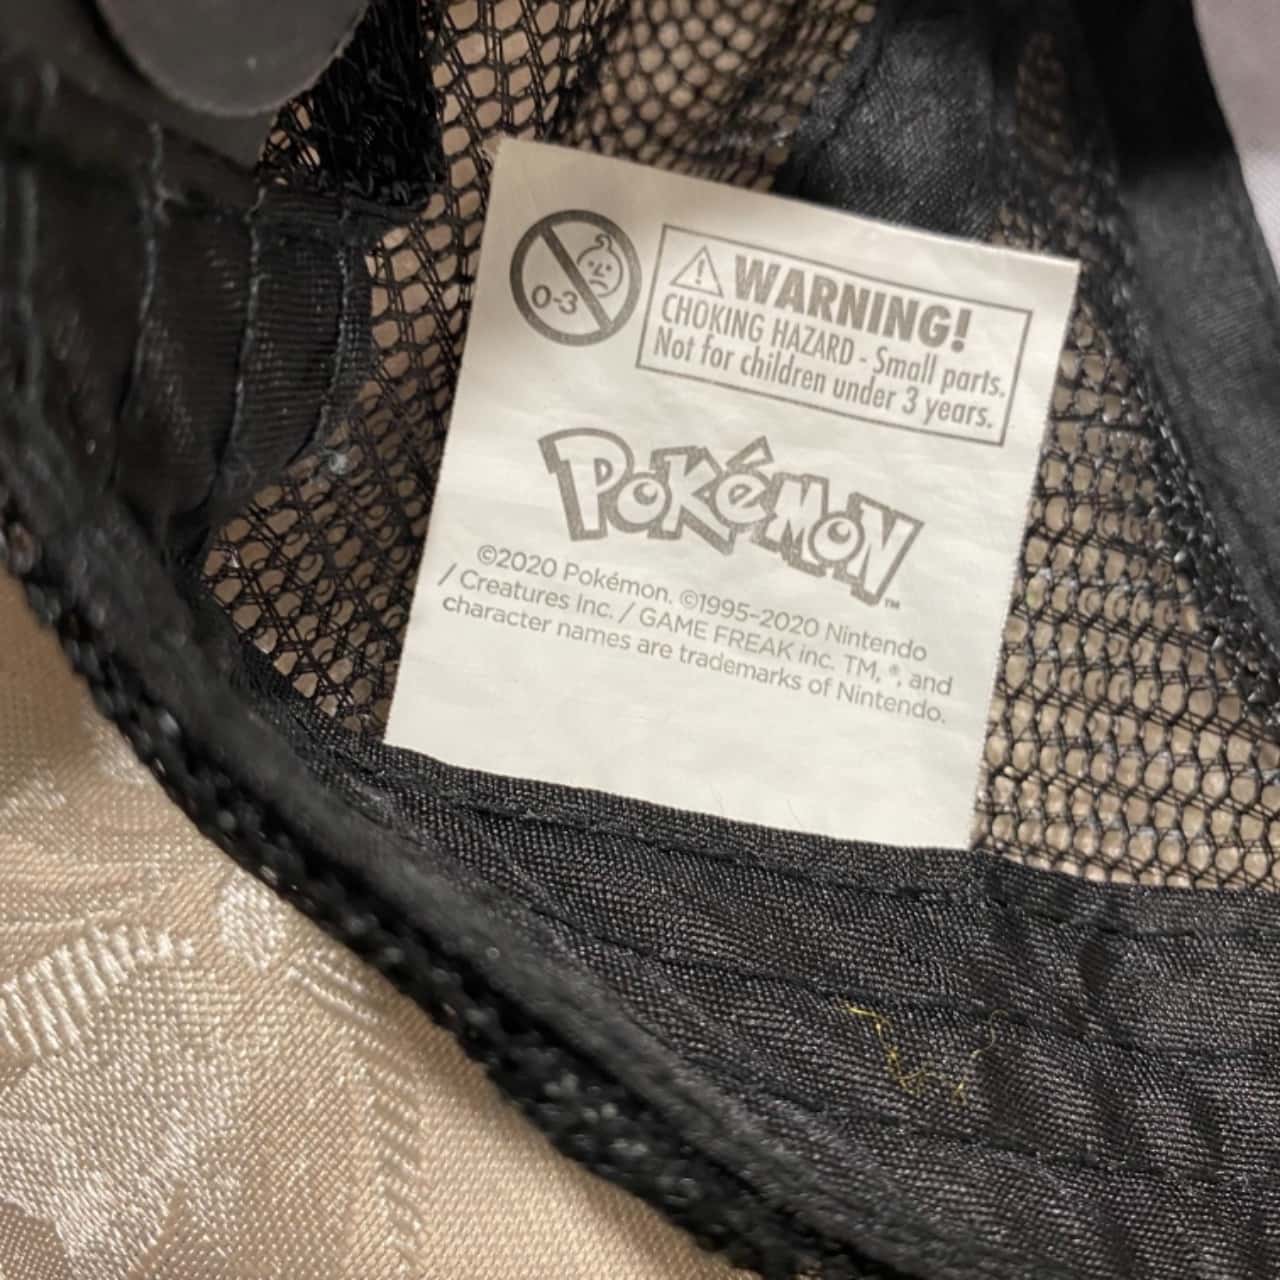 0-3
WARNING!
CHOKING HAZARD - Small parts.
Not for children under 3 years.
POKéMON™
©2020 Pokémon. ©1995-2020 Nintendo
/ Creatures Inc. / GAME FREAK inc. TM, ®, and
character names are trademarks of Nintendo.